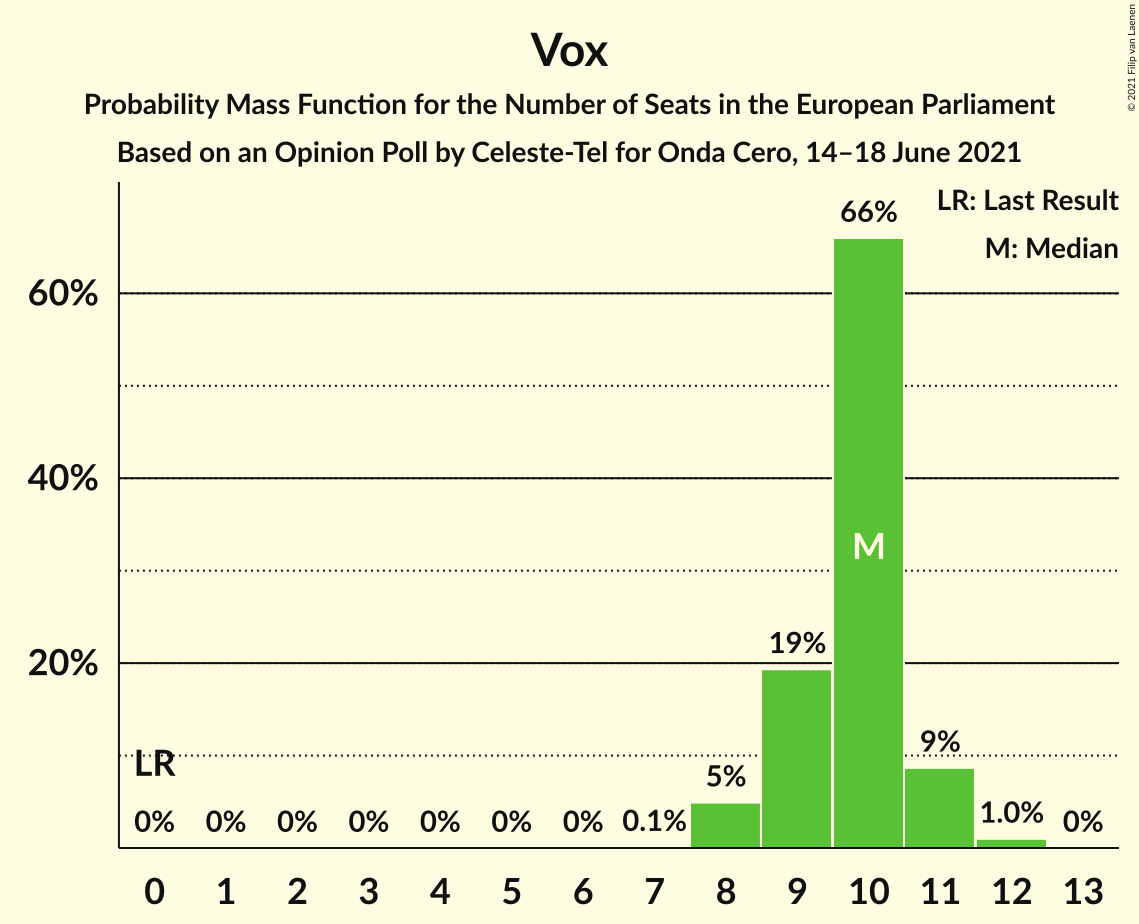 Vox
Probability Mass Function for the Number of Seats in the European Parliament
Based on an Opinion Poll by Celeste-Tel for Onda Cero, 14–18 June 2021
© 2021 Filip van Laenen
LR: Last Result
M: Median
66%
60%
40%
M
20%
19%
LR
9%
5%
0% 0% 0% 0% 0% 0% 0% 0.1% 1.0% 0%
0 1 2 3 4 5 6 7 8 9 10 11 12 13